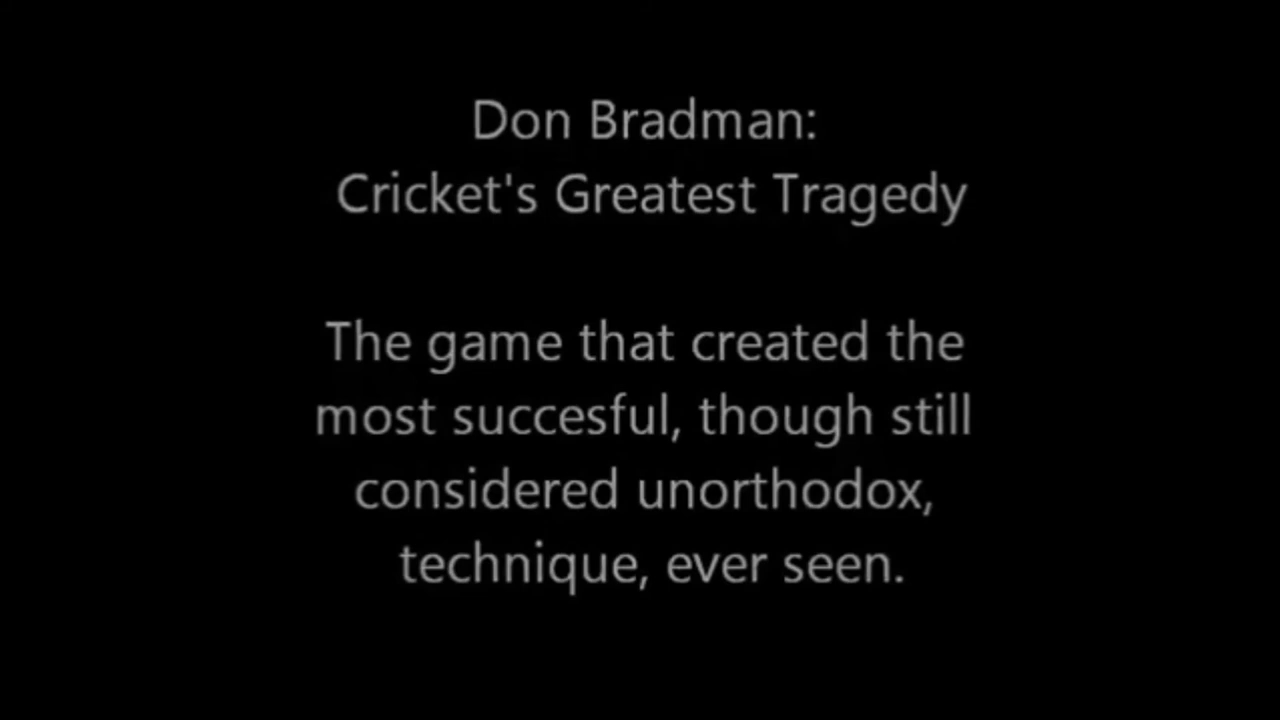 Don Bradman:
Cricket's Greatest Tragedy
The game that created the
most succesful, though still
considered unorthodox,
technique, ever seen.